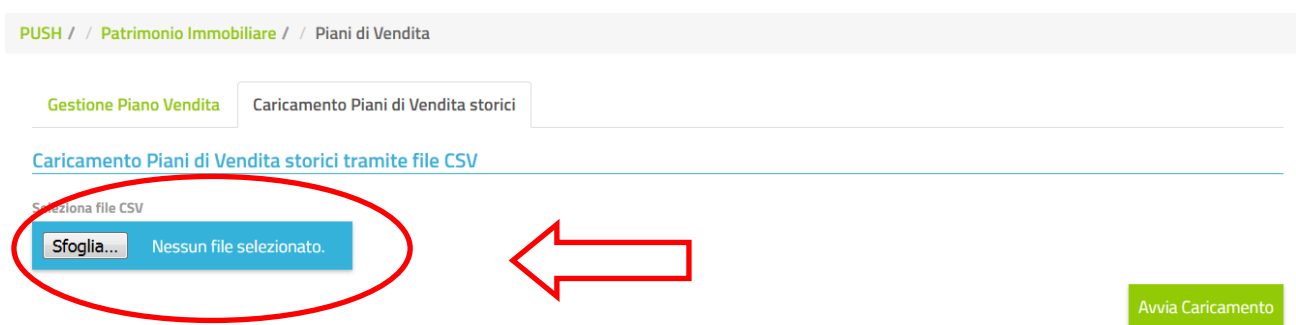 PUSH / / Patrimonio Immobiliare / / Piani di Vendita
Gestione Piano Vendita Caricamento Piani di Vendita storici
Caricamento Piani di Vendita storici tramite file CSV
Seleziona file CSV
Sfoglia... Nessun file selezionato.
Avvia Caricamento